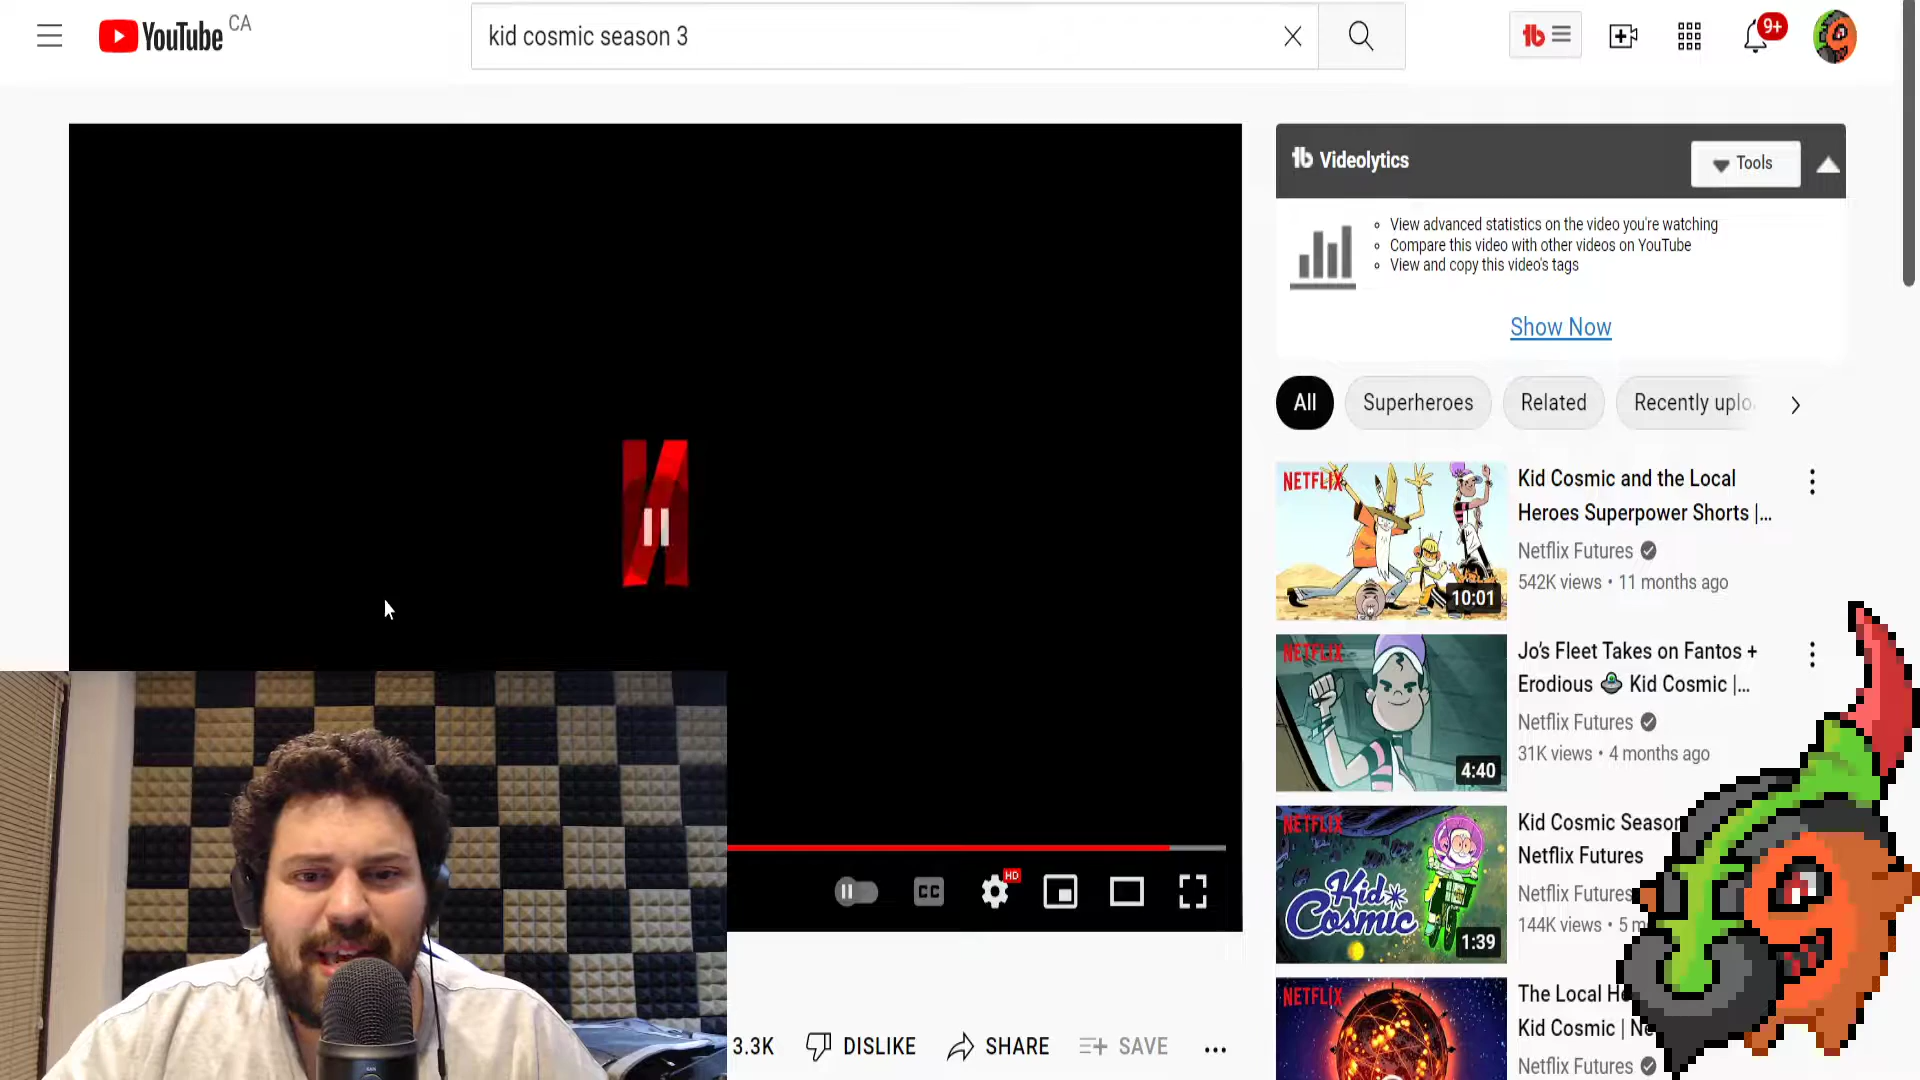 YouTube CA
kid cosmic season 3
9+
Videolytics
Tools
View advanced statistics on the video you're watching
Compare this video with other videos on YouTube
View and copy this video's tags
Show Now
All
Superheroes
Related
Recently uplo
NETFLIX
10:01
Kid Cosmic and the Local
Heroes Superpower Shorts |...
Netflix Futures
542K views • 11 months ago
NETFLIX
4:40
Jo's Fleet Takes on Fantos +
Erodious 🛸 Kid Cosmic |...
Netflix Futures
31K views • 4 months ago
NETFLIX
Kid Cosmic
1:39
Kid Cosmic Season
Netflix Futures
Netflix Futures
144K views • 5 m
NETFLIX
The Local He
Kid Cosmic | Ne
Netflix Futures
CC
HD
3.3K
DISLIKE
SHARE
SAVE